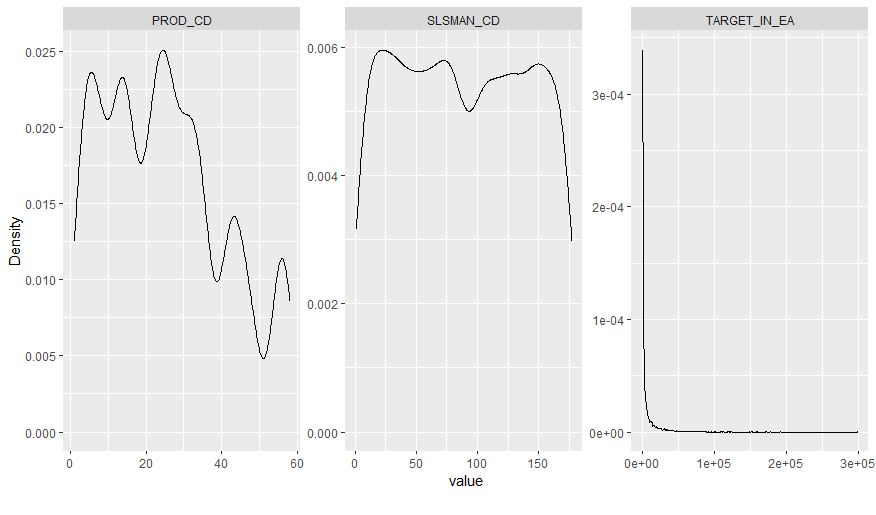 PROD_CD SLSMAN_CD TARGET_IN_EA
Density
0.025
0.020
0.015
0.010
0.005
0.000
0 20 40 60
0.006
0.004
0.002
0.000
0 50 100 150
3e-04
2e-04
1e-04
0e+00
0e+00 1e+05 2e+05 3e+05
value